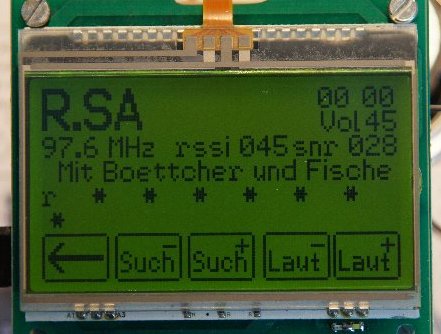 R.SA 00 00
Vol45
97.6 MHz rssi 045 snr 028
Mit Boettcher und Fische
r * * * * * *
*
← Such- Such+ Laut- Laut+